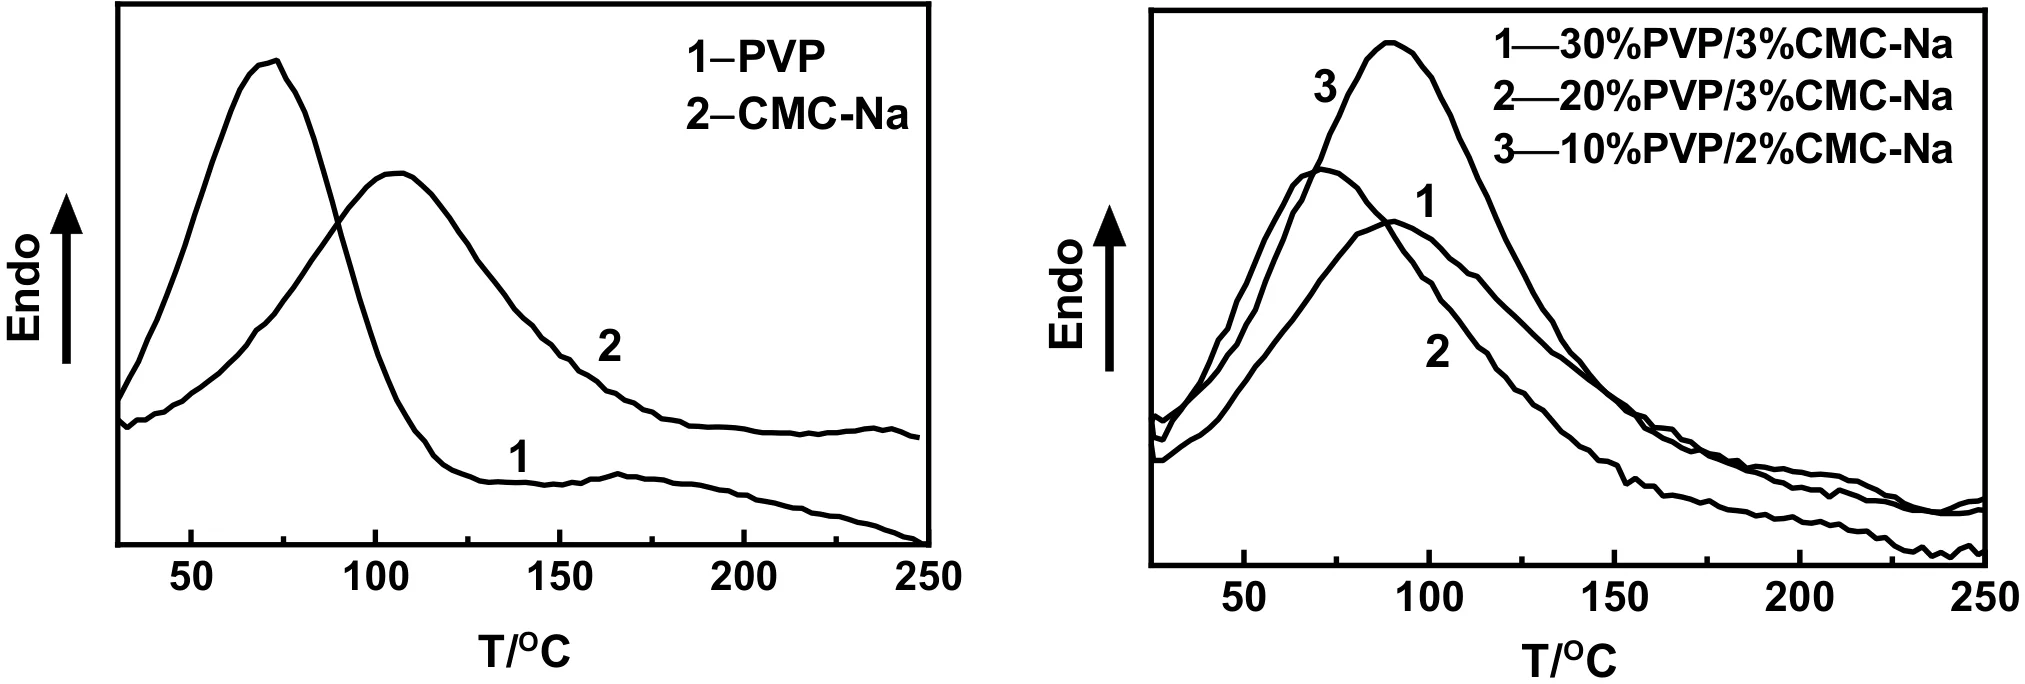 1–PVP
2–CMC-Na
1
2
Endo
50 100 150 200 250
T/°C
1—30%PVP/3%CMC-Na
2—20%PVP/3%CMC-Na
3—10%PVP/2%CMC-Na
3
1
2
Endo
50 100 150 200 250
T/°C